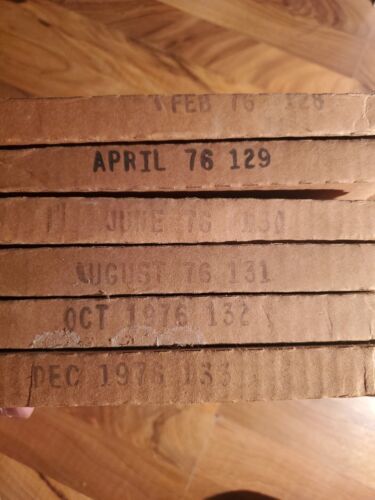 FEB 76 128
APRIL 76 129
JUNE 76 130
AUGUST 76 131
OCT 1976 132
DEC 1976 133